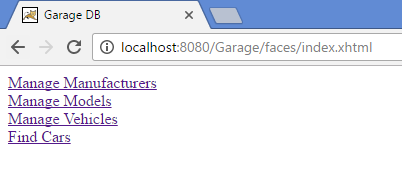 Garage DB
localhost:8080/Garage/faces/index.xhtml
Manage Manufacturers
Manage Models
Manage Vehicles
Find Cars